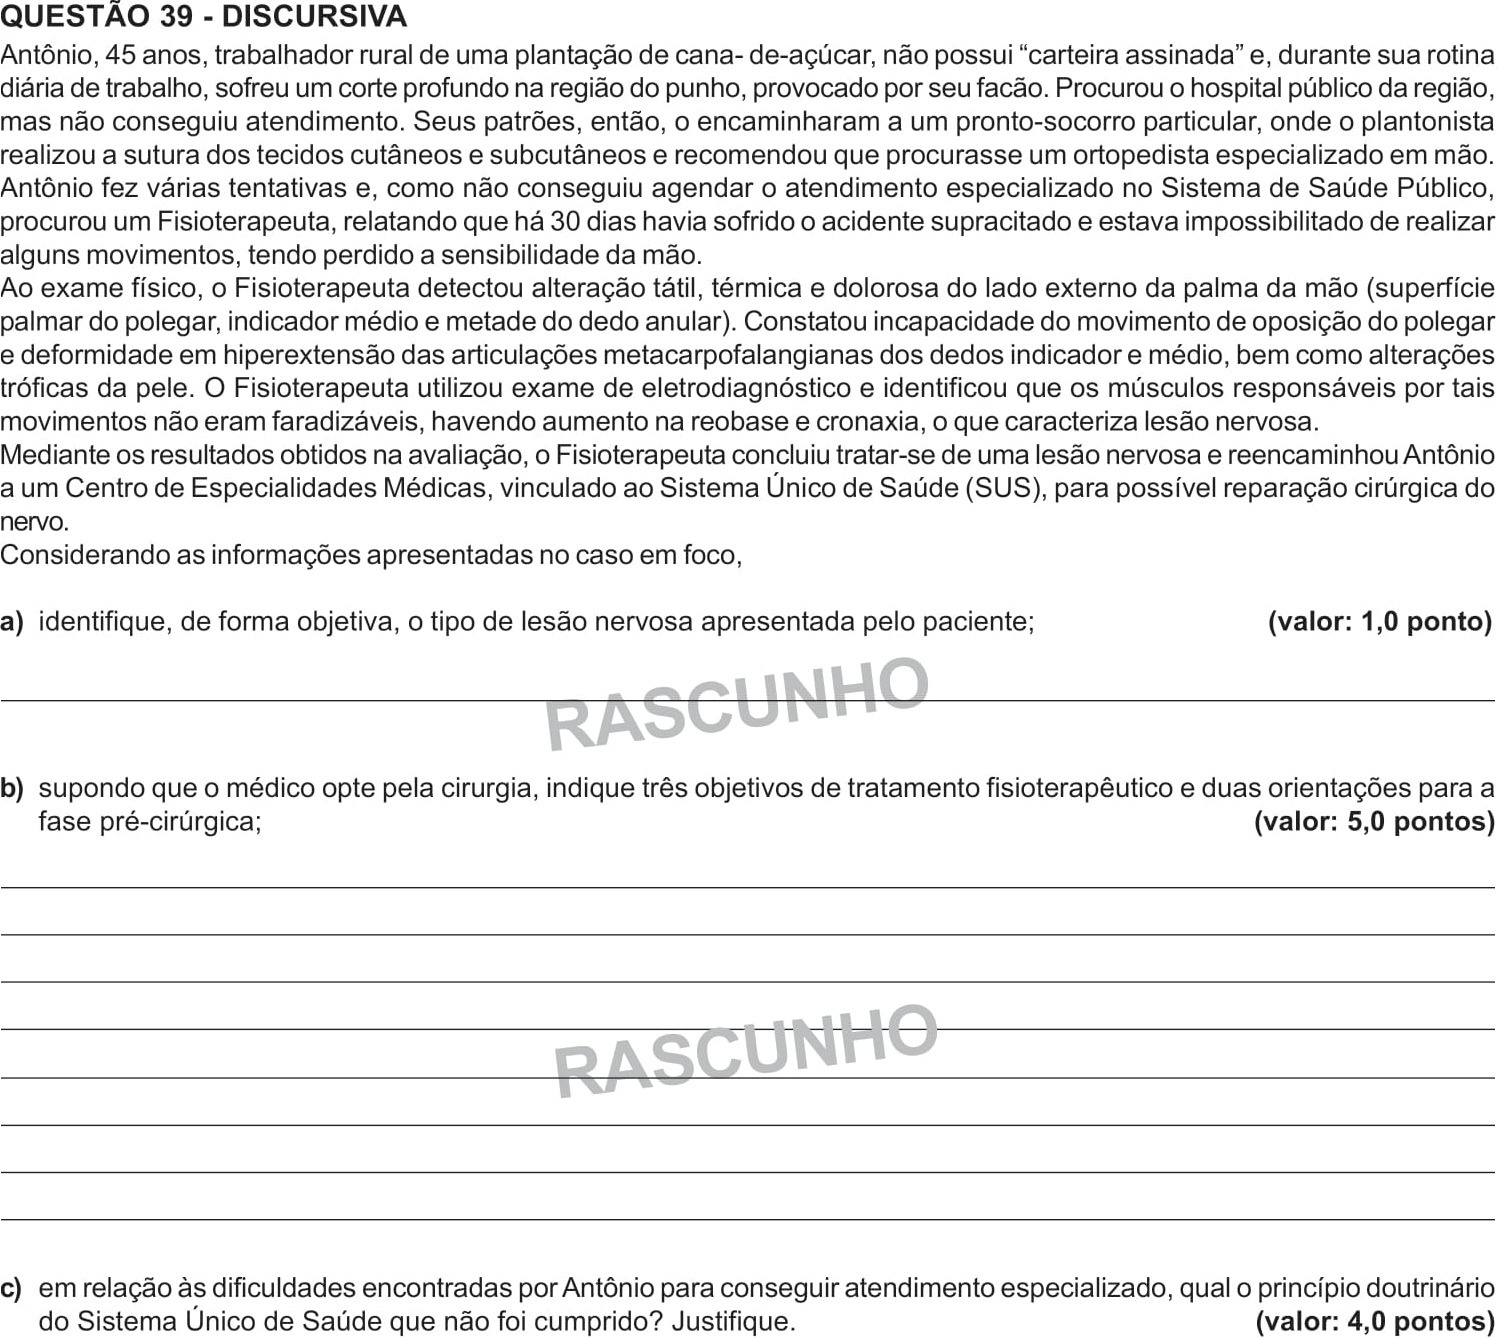 QUESTÃO 39 - DISCURSIVA
Antônio, 45 anos, trabalhador rural de uma plantação de cana- de-açúcar, não possui “carteira assinada” e, durante sua rotina
diária de trabalho, sofreu um corte profundo na região do punho, provocado por seu facão. Procurou o hospital público da região,
mas não conseguiu atendimento. Seus patrões, então, o encaminharam a um pronto-socorro particular, onde o plantonista
realizou a sutura dos tecidos cutâneos e subcutâneos e recomendou que procurasse um ortopedista especializado em mão.
Antônio fez várias tentativas e, como não conseguiu agendar o atendimento especializado no Sistema de Saúde Público,
procurou um Fisioterapeuta, relatando que há 30 dias havia sofrido o acidente supracitado e estava impossibilitado de realizar
alguns movimentos, tendo perdido a sensibilidade da mão.
Ao exame físico, o Fisioterapeuta detectou alteração tátil, térmica e dolorosa do lado externo da palma da mão (superfície
palmar do polegar, indicador médio e metade do dedo anular). Constatou incapacidade do movimento de oposição do polegar
e deformidade em hiperextensão das articulações metacarpofalangianas dos dedos indicador e médio, bem como alterações
tróficas da pele. O Fisioterapeuta utilizou exame de eletrodiagnóstico e identificou que os músculos responsáveis por tais
movimentos não eram faradizáveis, havendo aumento na reobase e cronaxia, o que caracteriza lesão nervosa.
Mediante os resultados obtidos na avaliação, o Fisioterapeuta concluiu tratar-se de uma lesão nervosa e reencaminhou Antônio
a um Centro de Especialidades Médicas, vinculado ao Sistema Único de Saúde (SUS), para possível reparação cirúrgica do
nervo.
Considerando as informações apresentadas no caso em foco,
a) identifique, de forma objetiva, o tipo de lesão nervosa apresentada pelo paciente; (valor: 1,0 ponto)
RASCUNHO
b) supondo que o médico opte pela cirurgia, indique três objetivos de tratamento fisioterapêutico e duas orientações para a
fase pré-cirúrgica; (valor: 5,0 pontos)
RASCUNHO
c) em relação às dificuldades encontradas por Antônio para conseguir atendimento especializado, qual o princípio doutrinário
do Sistema Único de Saúde que não foi cumprido? Justifique. (valor: 4,0 pontos)